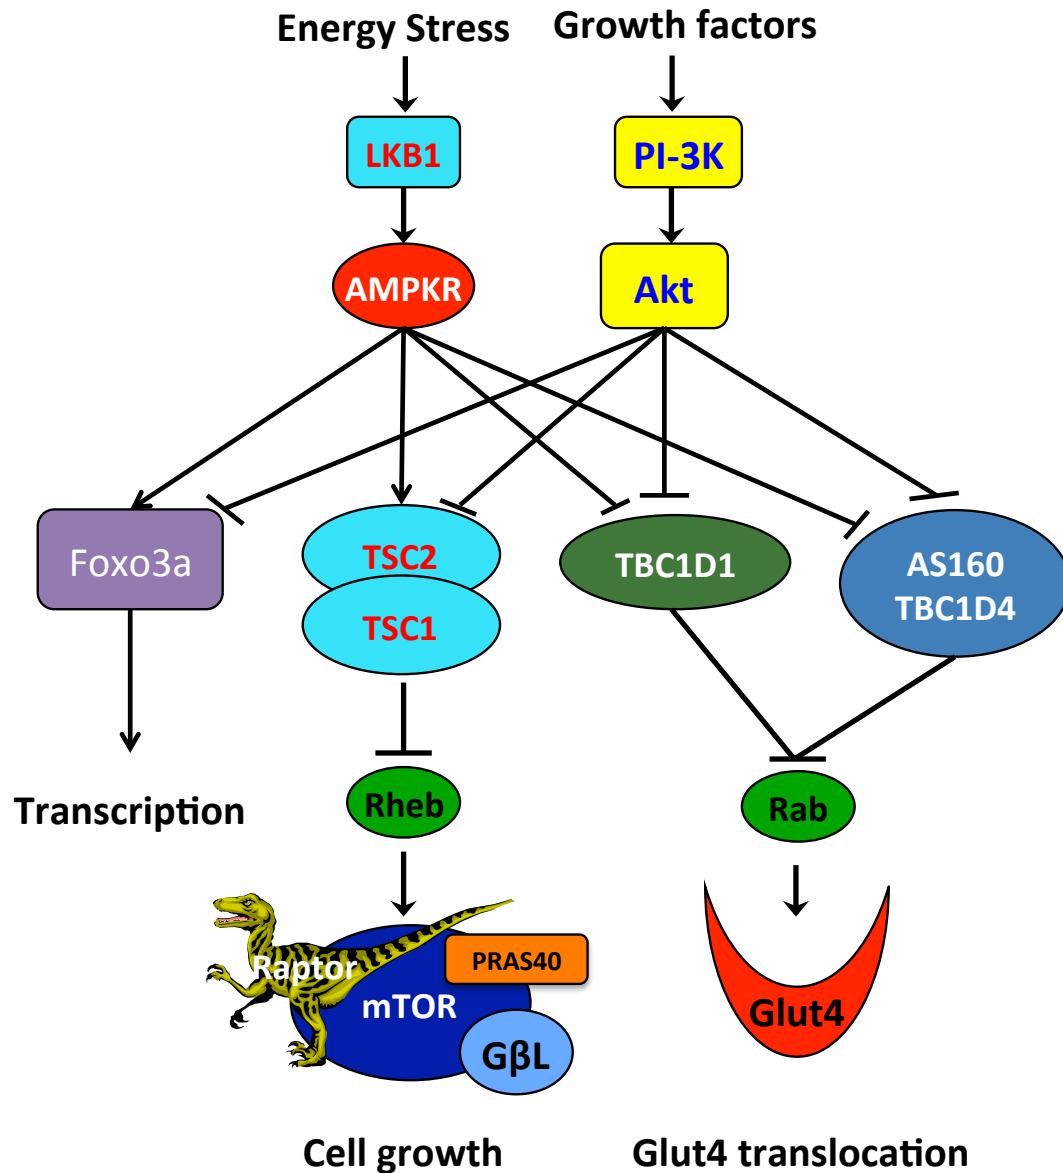 Energy Stress
Growth factors
LKB1
PI-3K
AMPKR
Akt
Foxo3a
TSC2
TSC1
TBC1D1
AS160
TBC1D4
Transcription
Rheb
Rab
Raptor
mTOR
PRAS40
GβL
Glut4
Cell growth
Glut4 translocation